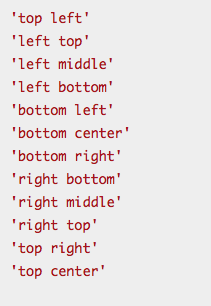 'top left'
'left top'
'left middle'
'left bottom'
'bottom left'
'bottom center'
'bottom right'
'right bottom'
'right middle'
'right top'
'top right'
'top center'